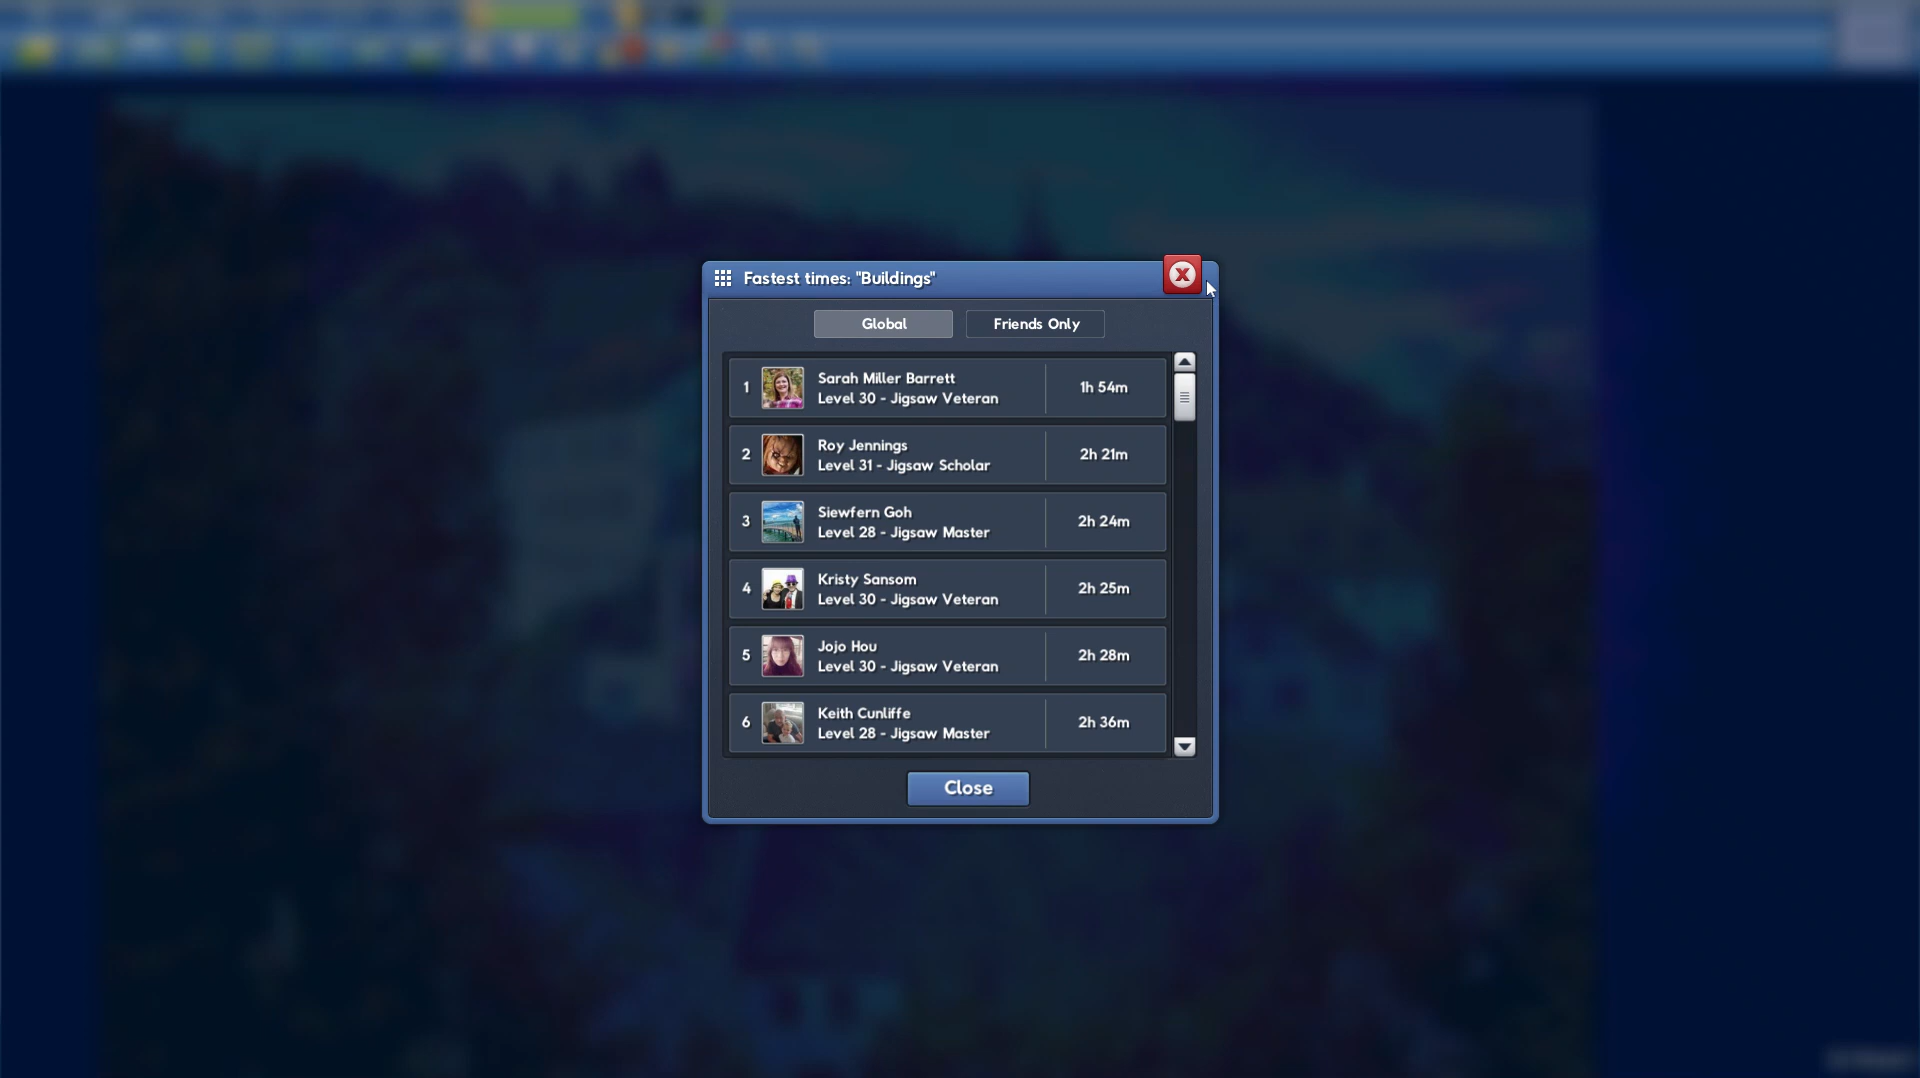 Fastest times: "Buildings"
Global
Friends Only
1
Sarah Miller Barrett
Level 30 - Jigsaw Veteran
1h 54m
2
Roy Jennings
Level 31 - Jigsaw Scholar
2h 21m
3
Siewfern Goh
Level 28 - Jigsaw Master
2h 24m
4
Kristy Sansom
Level 30 - Jigsaw Veteran
2h 25m
5
Jojo Hou
Level 30 - Jigsaw Veteran
2h 28m
6
Keith Cunliffe
Level 28 - Jigsaw Master
2h 36m
Close